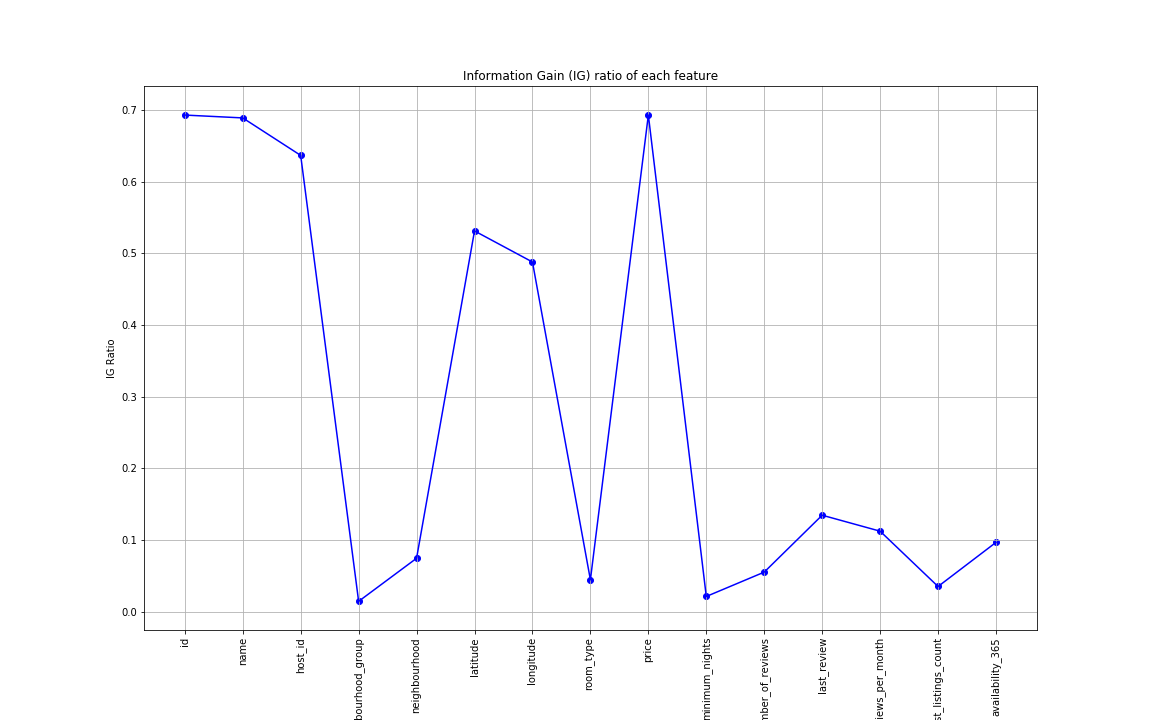 Information Gain (IG) ratio of each feature
0.7
0.6
0.5
0.4
0.3
0.2
0.1
0.0
IG Ratio
id
name
host_id
bourhood_group
neighbourhood
latitude
longitude
room_type
price
minimum_nights
mber_of_reviews
last_review
iews_per_month
st_listings_count
availability_365